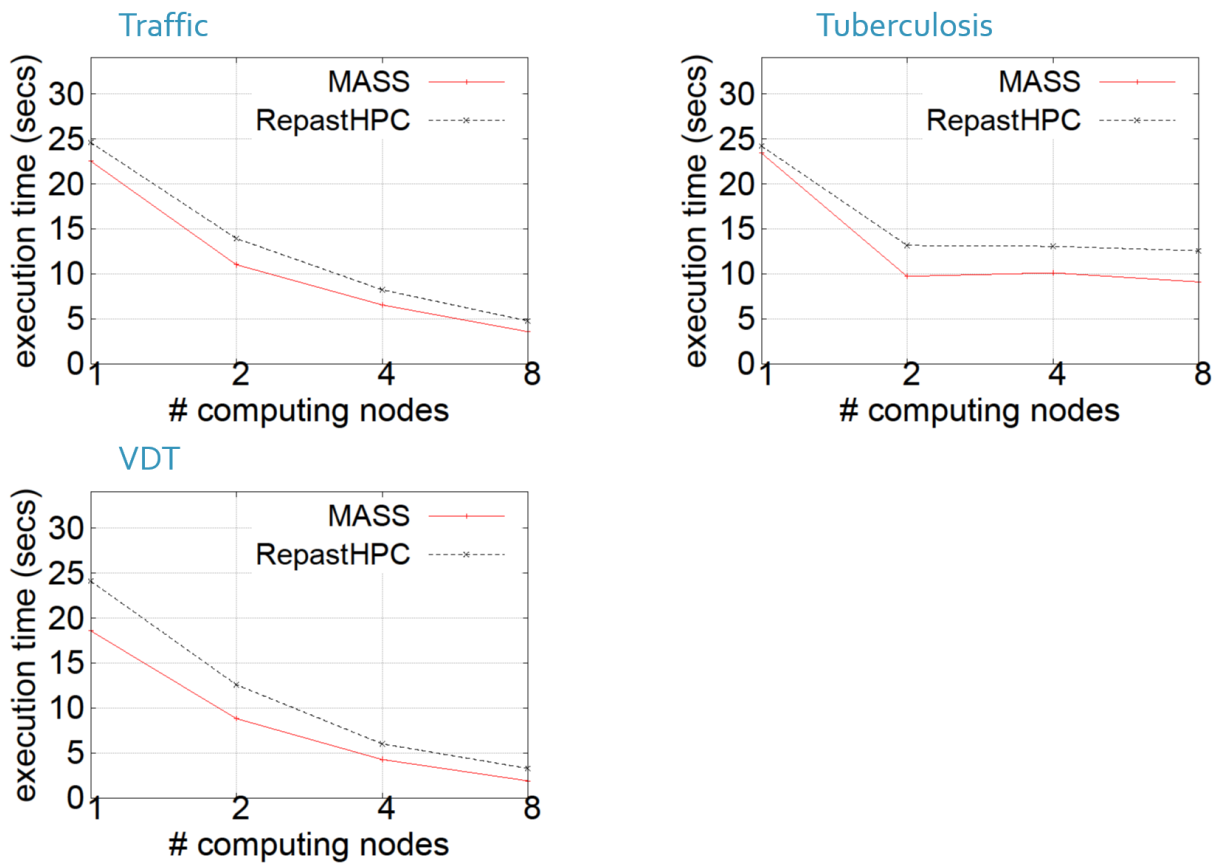 Traffic
MASS
RepastHPC
execution time (secs)
30
25
20
15
10
5
0
1 2 4 8
# computing nodes
Tuberculosis
MASS
RepastHPC
execution time (secs)
30
25
20
15
10
5
0
1 2 4 8
# computing nodes
VDT
MASS
RepastHPC
execution time (secs)
30
25
20
15
10
5
0
1 2 4 8
# computing nodes